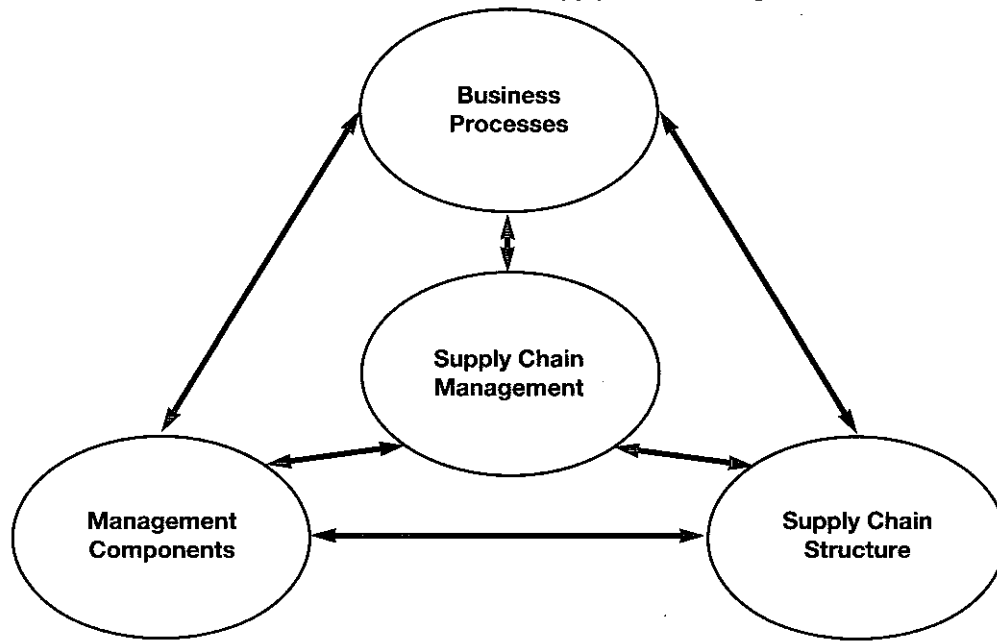 Business
Processes
Supply Chain
Management
Management
Components
Supply Chain
Structure